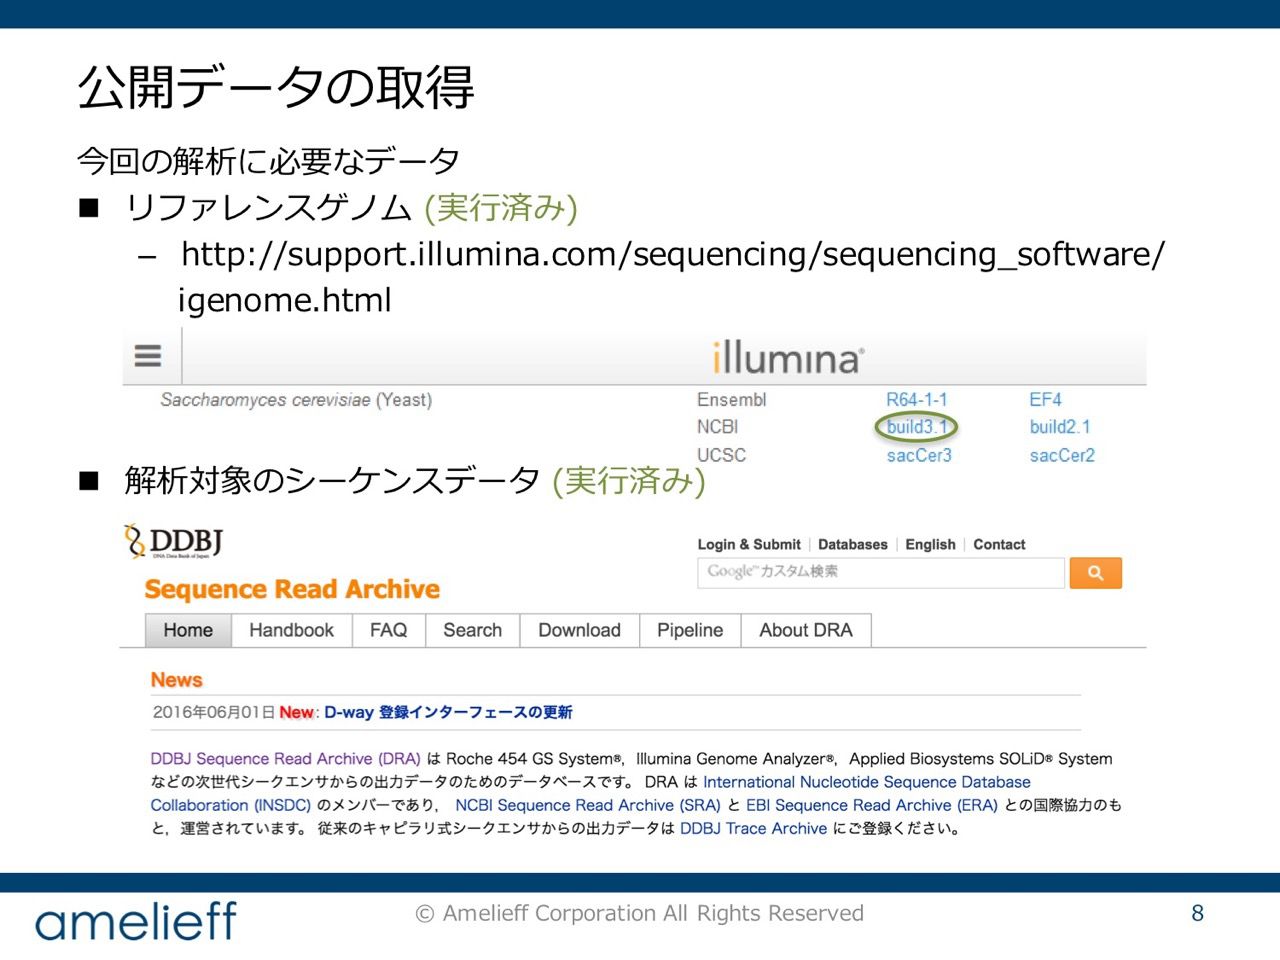 公開データの取得
今回の解析に必要なデータ
■ リファレンスゲノム (実行済み)
– http://support.illumina.com/sequencing/sequencing_software/
igenome.html
illumina®
Saccharomyces cerevisiae (Yeast) Ensembl R64-1-1 EF4
NCBI build3.1 build2.1
UCSC sacCer3 sacCer2
■ 解析対象のシーケンスデータ (実行済み)
DDBJ
DNA Data Bank of Japan
Login & Submit Databases English Contact
Google™カスタム検索
Sequence Read Archive
Home Handbook FAQ Search Download Pipeline About DRA
News
2016年06月01日 New: D-way 登録インターフェースの更新
DDBJ Sequence Read Archive (DRA) は Roche 454 GS System®, Illumina Genome Analyzer®, Applied Biosystems SOLiD® System
などの次世代シークエンサからの出力データのためのデータベースです。 DRA は International Nucleotide Sequence Database
Collaboration (INSDC) のメンバーであり， NCBI Sequence Read Archive (SRA) と EBI Sequence Read Archive (ERA) との国際協力のも
と，運営されています。 従来のキャピラリ式シークエンサからの出力データは DDBJ Trace Archive にご登録ください。
amelieff
© Amelieff Corporation All Rights Reserved
8